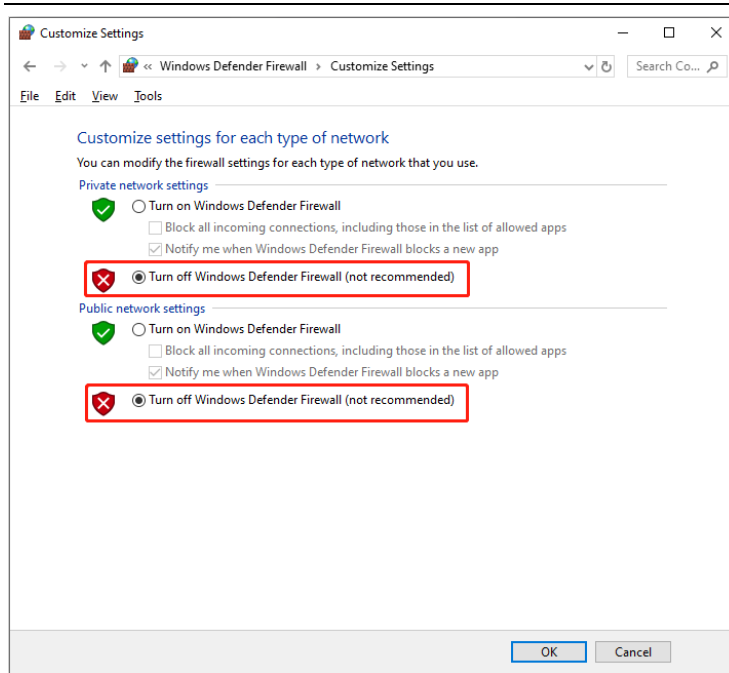 Customize Settings
« Windows Defender Firewall > Customize Settings
Search Co...
File Edit View Tools
Customize settings for each type of network
You can modify the firewall settings for each type of network that you use.
Private network settings
Turn on Windows Defender Firewall
Block all incoming connections, including those in the list of allowed apps
Notify me when Windows Defender Firewall blocks a new app
Turn off Windows Defender Firewall (not recommended)
Public network settings
Turn on Windows Defender Firewall
Block all incoming connections, including those in the list of allowed apps
Notify me when Windows Defender Firewall blocks a new app
Turn off Windows Defender Firewall (not recommended)
OK Cancel